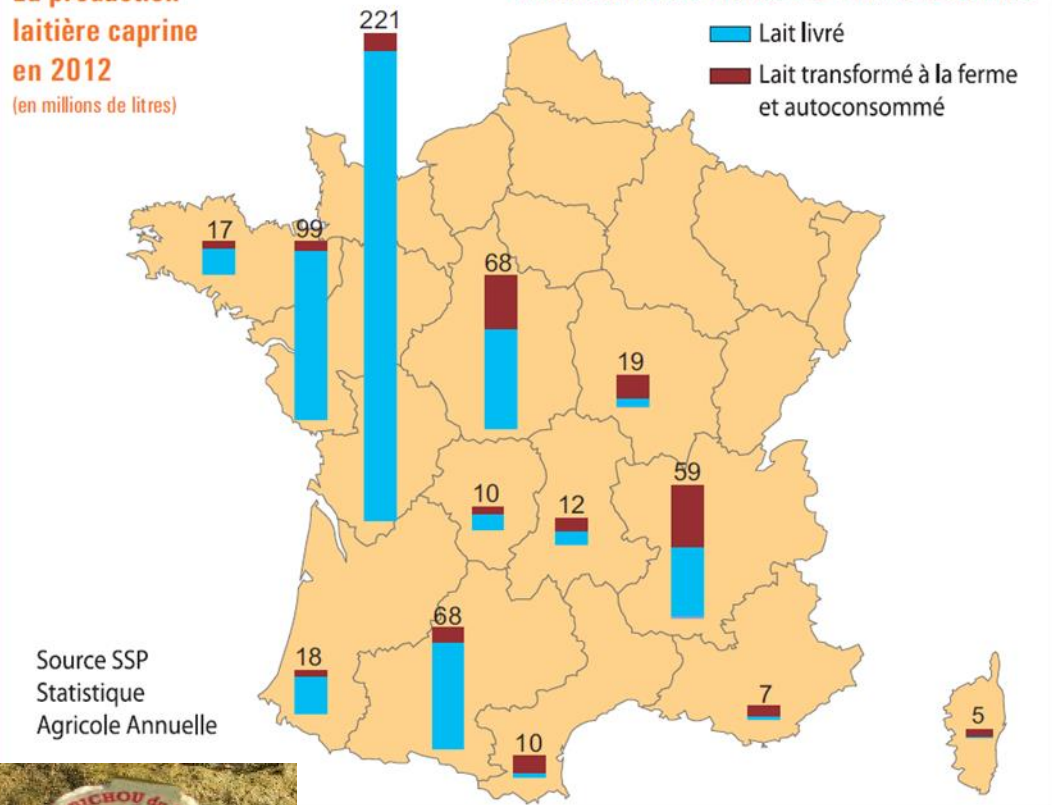 laitière caprine
en 2012
(en millions de litres)
Lait livré
Lait transformé à la ferme
et autoconsommé
221
17
99
68
19
10
12
59
68
18
7
5
10
Source SSP
Statistique
Agricole Annuelle